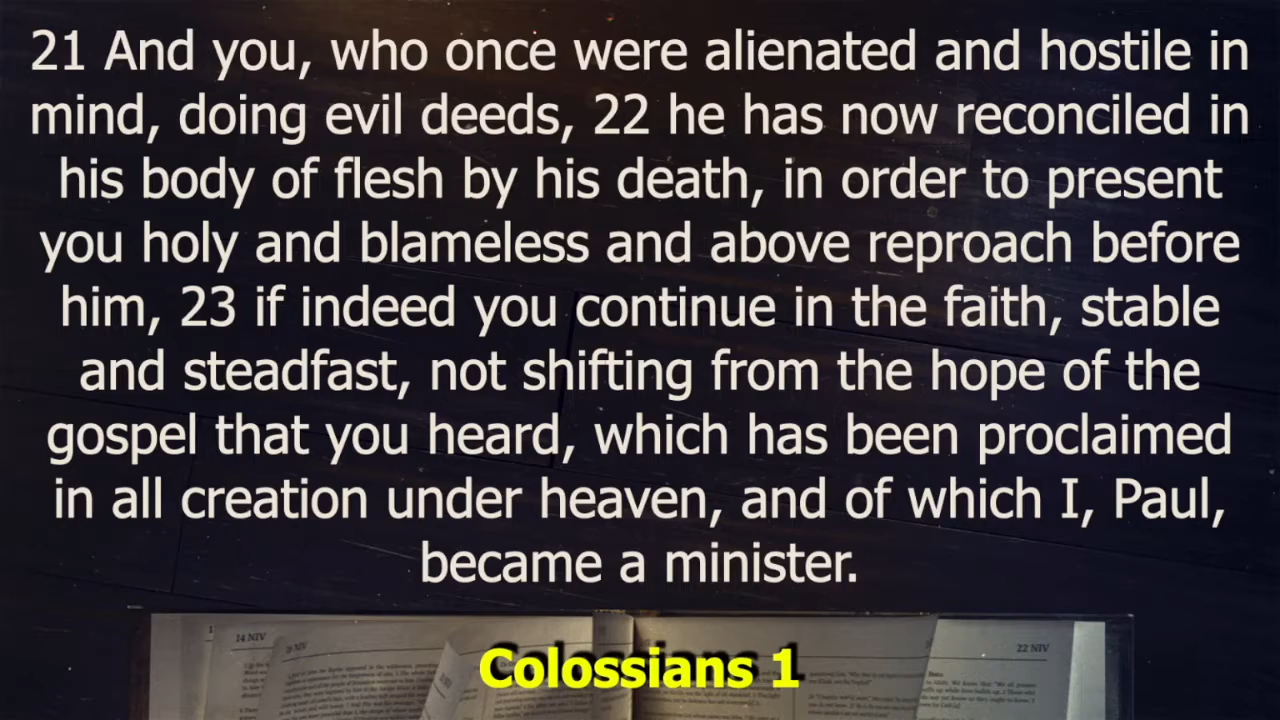 21 And you, who once were alienated and hostile in
mind, doing evil deeds, 22 he has now reconciled in
his body of flesh by his death, in order to present
you holy and blameless and above reproach before
him, 23 if indeed you continue in the faith, stable
and steadfast, not shifting from the hope of the
gospel that you heard, which has been proclaimed
in all creation under heaven, and of which I, Paul,
became a minister.
14 NIV
22 NIV
Colossians 1